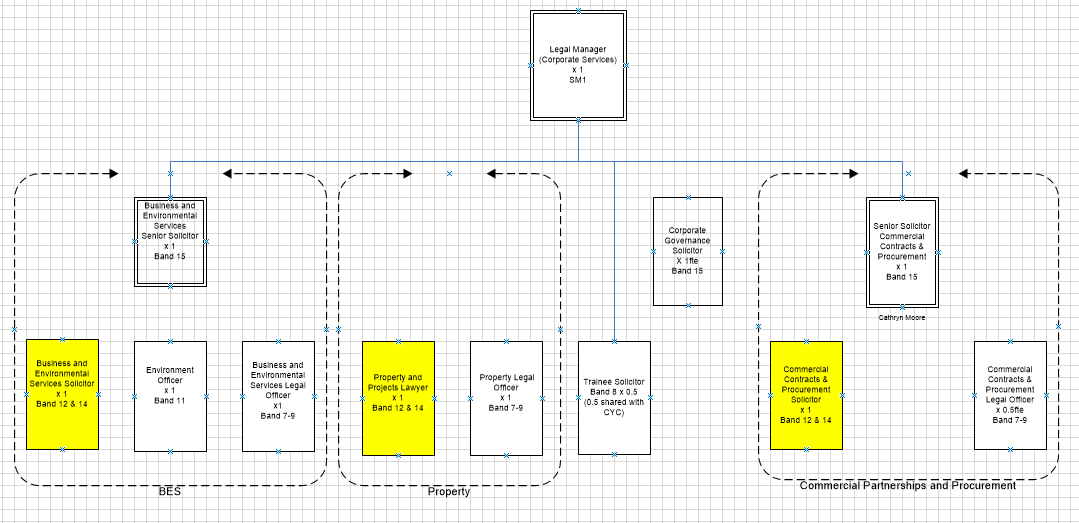 Legal Manager
(Corporate Services)
x 1
SM1
Business and
Environmental
Services
Senior Solicitor
x 1
Band 15
Corporate
Governance
Solicitor
X 1fte
Band 15
Senior Solicitor
Commercial
Contracts &
Procurement
x 1
Band 15
Cathryn Moore
Business and
Environmental
Services Solicitor
x 1
Band 12 & 14
Environment
Officer
x 1
Band 11
Business and
Environmental
Services Legal
Officer
x1
Band 7-9
Property and
Projects Lawyer
x 1
Band 12 & 14
Property Legal
Officer
x 1
Band 7-9
Trainee Solicitor
Band 8 x 0.5
(0.5 shared with
CYC)
Commercial
Contracts &
Procurement
Solicitor
x 1
Band 12 & 14
Commercial
Contracts &
Procurement
Legal Officer
x 0.5fte
Band 7-9
BES
Property
Commercial Partnerships and Procurement